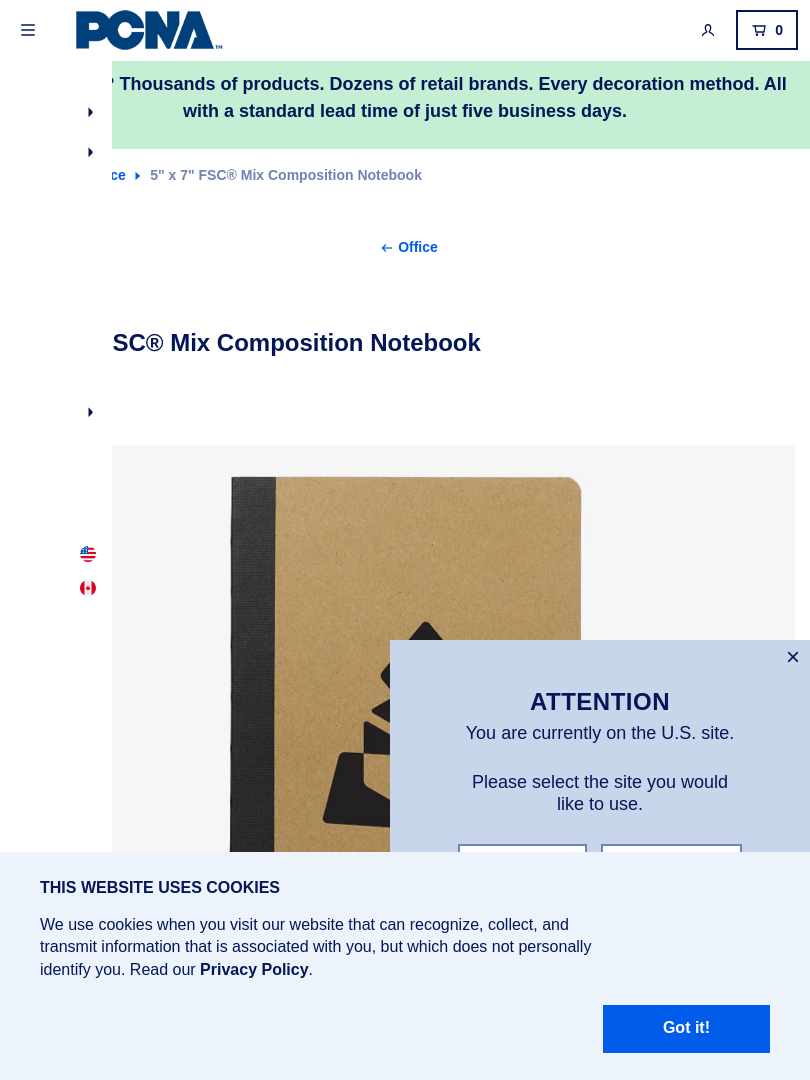 PCNA™
0
Thousands of products. Dozens of retail brands. Every decoration method. All
with a standard lead time of just five business days.
5" x 7" FSC® Mix Composition Notebook
Office
SC® Mix Composition Notebook
ATTENTION
You are currently on the U.S. site.
Please select the site you would
like to use.
THIS WEBSITE USES COOKIES
We use cookies when you visit our website that can recognize, collect, and
transmit information that is associated with you, but which does not personally
identify you. Read our Privacy Policy.
Got it!